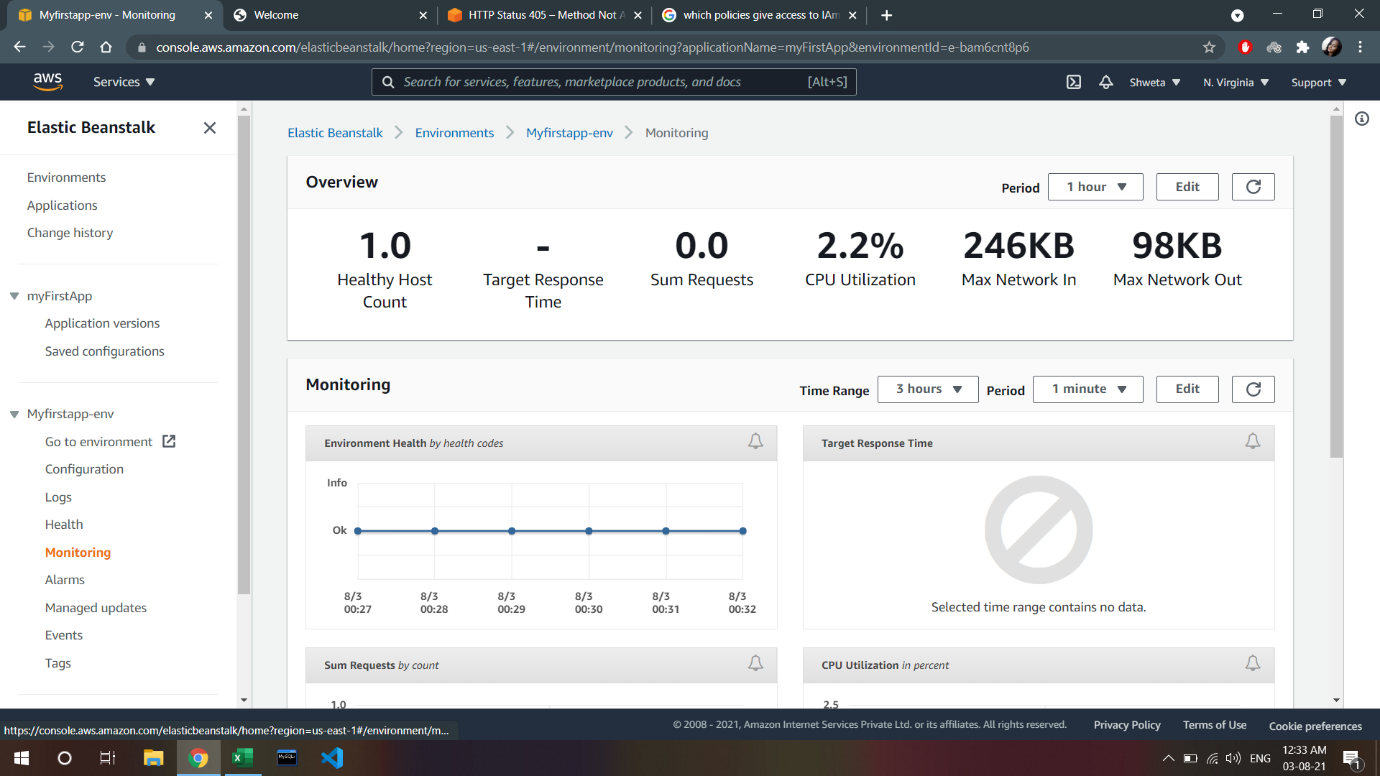 Myfirstapp-env - Monitoring
Welcome
HTTP Status 405 – Method Not A
which policies give access to IAm
console.aws.amazon.com/elasticbeanstalk/home?region=us-east-1#/environment/monitoring?applicationName=myFirstApp&environmentId=e-bam6cnt8p6
aws
Services
Search for services, features, marketplace products, and docs
[Alt+S]
Shweta
N. Virginia
Support
Elastic Beanstalk
Environments
Applications
Change history
myFirstApp
Application versions
Saved configurations
Myfirstapp-env
Go to environment
Configuration
Logs
Health
Monitoring
Alarms
Managed updates
Events
Tags
Elastic Beanstalk
Environments
Myfirstapp-env
Monitoring
Overview
Period
1 hour
Edit
1.0
Healthy Host
Count
-
Target Response
Time
0.0
Sum Requests
2.2%
CPU Utilization
246KB
Max Network In
98KB
Max Network Out
Monitoring
Time Range
3 hours
Period
1 minute
Edit
Environment Health by health codes
Info
Ok
8/3
00:27
8/3
00:28
8/3
00:29
8/3
00:30
8/3
00:31
8/3
00:32
Target Response Time
Selected time range contains no data.
Sum Requests by count
1.0
CPU Utilization in percent
2.5
https://console.aws.amazon.com/elasticbeanstalk/home?region=us-east-1#/environment/m...
© 2008 - 2021, Amazon Internet Services Private Ltd. or its affiliates. All rights reserved.
Privacy Policy
Terms of Use
Cookie preferences
MySQL
ENG
12:33 AM
03-08-21
1